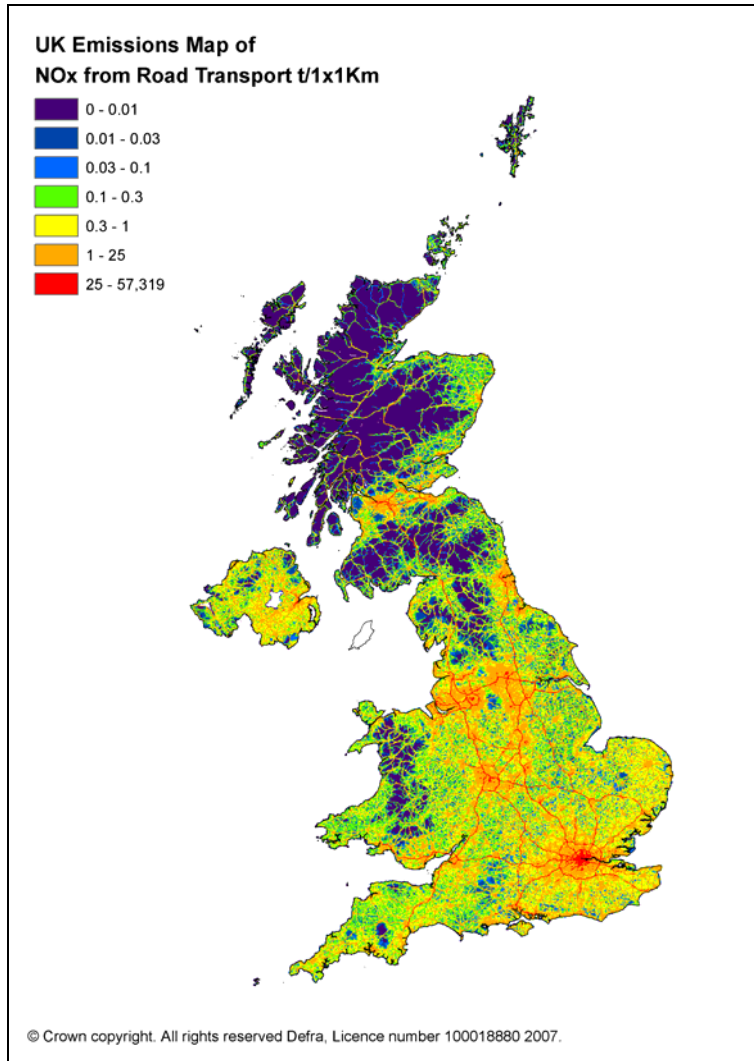 UK Emissions Map of
NOx from Road Transport t/1x1Km
0 - 0.01
0.01 - 0.03
0.03 - 0.1
0.1 - 0.3
0.3 - 1
1 - 25
25 - 57,319
© Crown copyright. All rights reserved Defra, Licence number 100018880 2007.